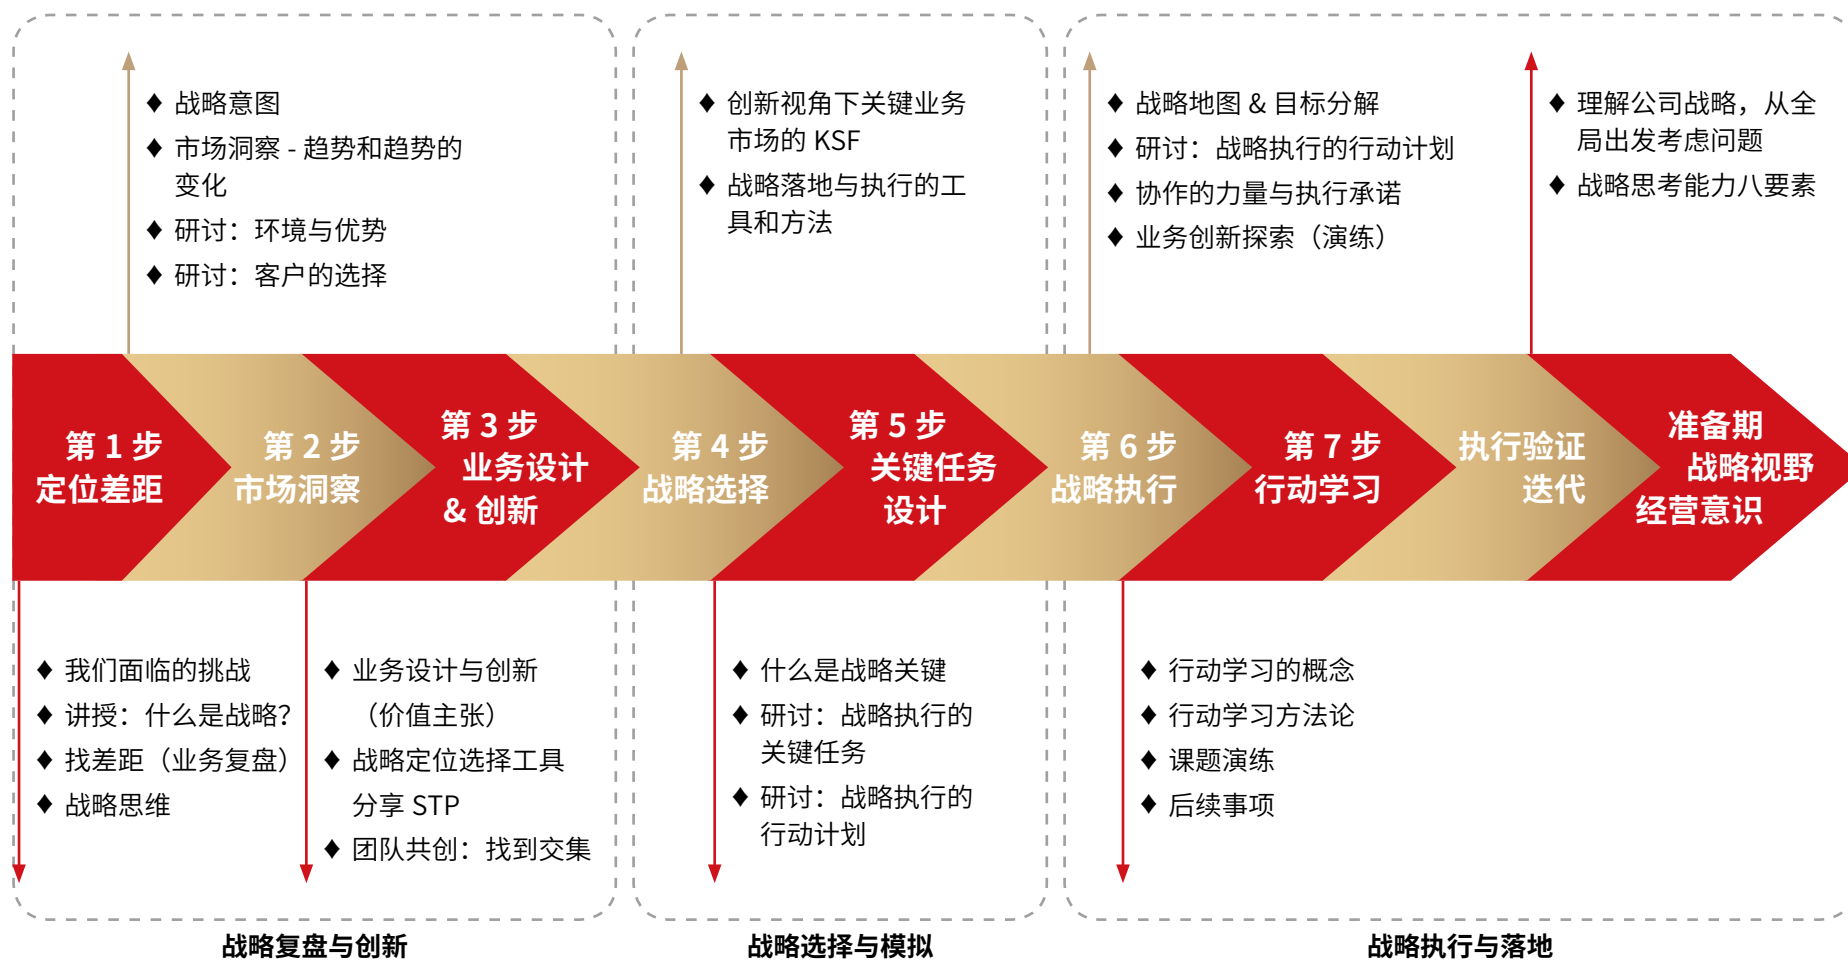 战略意图
市场洞察 - 趋势和趋势的
变化
研讨：环境与优势
研讨：客户的选择
创新视角下关键业务
市场的 KSF
战略落地与执行的工
具和方法
战略地图 & 目标分解
研讨：战略执行的行动计划
协作的力量与执行承诺
业务创新探索（演练）
理解公司战略，从全
局出发考虑问题
战略思考能力八要素
第 1 步
定位差距
第 2 步
市场洞察
第 3 步
业务设计
& 创新
第 4 步
战略选择
第 5 步
关键任务
设计
第 6 步
战略执行
第 7 步
行动学习
执行验证
迭代
准备期
战略视野
经营意识
我们面临的挑战
讲授：什么是战略？
找差距（业务复盘）
战略思维
业务设计与创新
（价值主张）
战略定位选择工具
分享 STP
团队共创：找到交集
什么是战略关键
研讨：战略执行的
关键任务
研讨：战略执行的
行动计划
行动学习的概念
行动学习方法论
课题演练
后续事项
战略复盘与创新
战略选择与模拟
战略执行与落地